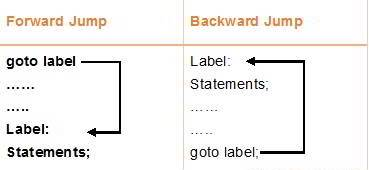 Forward Jump
Backward Jump
goto label
……
…..
Label:
Statements;
Label:
Statements;
……
…..
goto label;